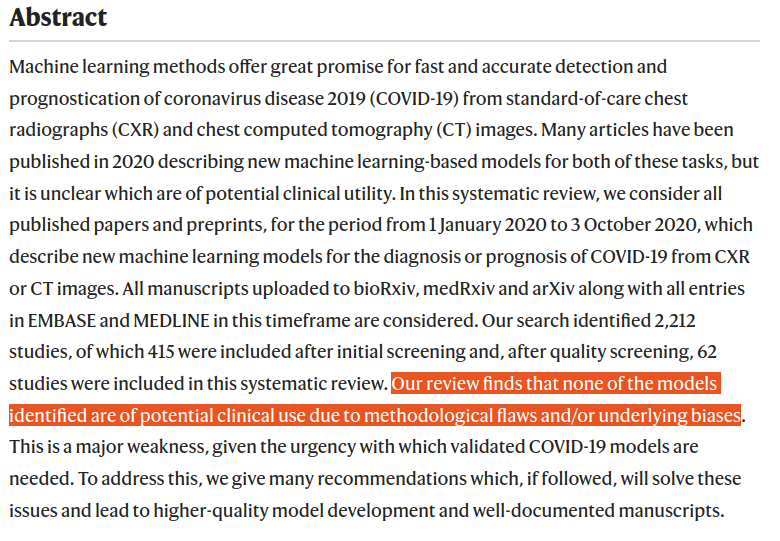 Abstract
Machine learning methods offer great promise for fast and accurate detection and
prognostication of coronavirus disease 2019 (COVID-19) from standard-of-care chest
radiographs (CXR) and chest computed tomography (CT) images. Many articles have been
published in 2020 describing new machine learning-based models for both of these tasks, but
it is unclear which are of potential clinical utility. In this systematic review, we consider all
published papers and preprints, for the period from 1 January 2020 to 3 October 2020, which
describe new machine learning models for the diagnosis or prognosis of COVID-19 from CXR
or CT images. All manuscripts uploaded to bioRxiv, medRxiv and arXiv along with all entries
in EMBASE and MEDLINE in this timeframe are considered. Our search identified 2,212
studies, of which 415 were included after initial screening and, after quality screening, 62
studies were included in this systematic review. Our review finds that none of the models
identified are of potential clinical use due to methodological flaws and/or underlying biases.
This is a major weakness, given the urgency with which validated COVID-19 models are
needed. To address this, we give many recommendations which, if followed, will solve these
issues and lead to higher-quality model development and well-documented manuscripts.